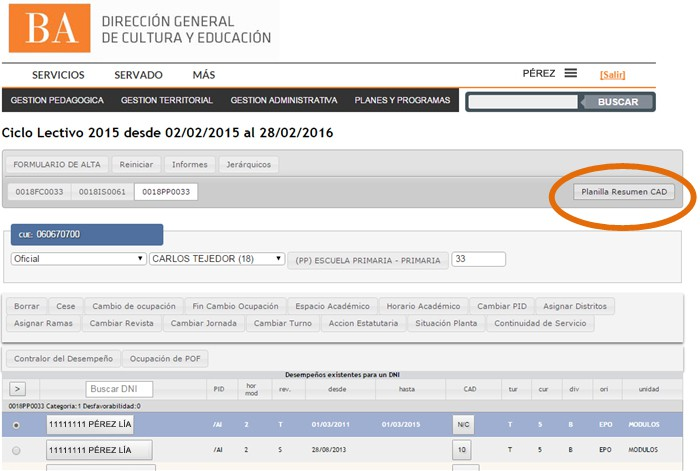 BA DIRECCIÓN GENERAL
DE CULTURA Y EDUCACIÓN
SERVICIOS SERVADO MÁS PÉREZ [Salir]
GESTION PEDAGOGICA GESTION TERRITORIAL GESTION ADMINISTRATIVA PLANES Y PROGRAMAS BUSCAR
Ciclo Lectivo 2015 desde 02/02/2015 al 28/02/2016
FORMULARIO DE ALTA Reiniciar Informes Jerárquicos
0018FC0033 0018IS0061 0018PP0033 Planilla Resumen CAD
CUE: 060670700
Oficial CARLOS TEJEDOR (18) (PP) ESCUELA PRIMARIA - PRIMARIA 33
Borrar Cese Cambio de ocupación Fin Cambio Ocupación Espacio Académico Horario Académico Cambiar PID Asignar Distritos
Asignar Ramas Cambiar Revista Cambiar Jornada Cambiar Turno Accion Estatutaria Situación Planta Continuidad de Servicio
Contralor del Desempeño Ocupación de POF
Desempeños existentes para un DNI
> Buscar DNI PID hor mod rev. desde hasta CAD tur cur div ori unidad
0018PP0033 Categoria:1 Desfavorabilidad:0
11111111 PÉREZ LÍA /AI 2 T 01/03/2011 01/03/2015 N/C T 5 B EPO MODULOS
11111111 PÉREZ LÍA /AI 2 S 28/08/2013 10 T 5 B EPO MODULOS